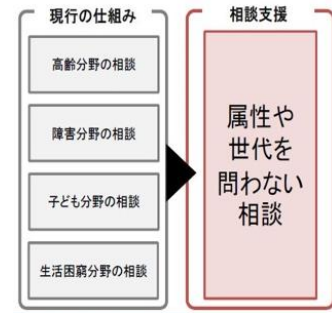 現行の仕組み
高齢分野の相談
障害分野の相談
子ども分野の相談
生活困窮分野の相談
相談支援
属性や
世代を
問わない
相談